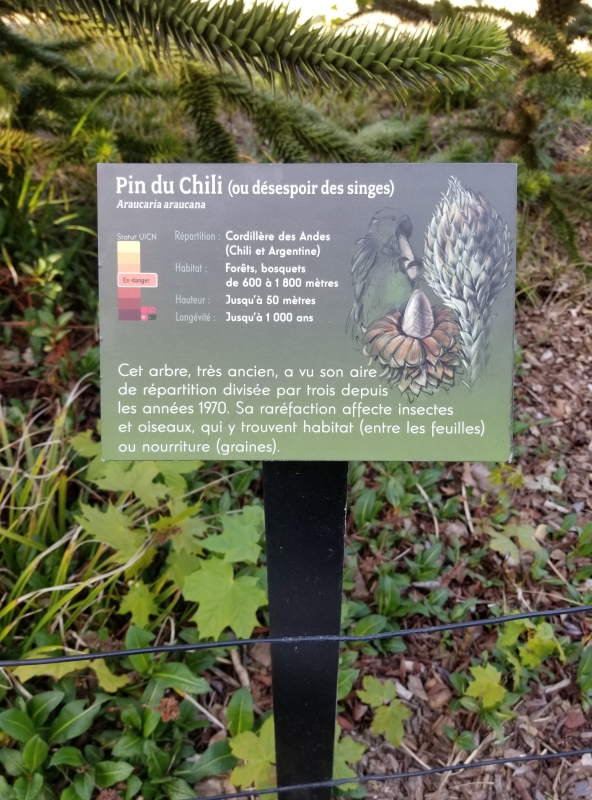 Pin du Chili (ou désespoir des singes)
Araucaria araucana
Statut UICN
En danger
Répartition : Cordillère des Andes
(Chili et Argentine)
Habitat : Forêts, bosquets
de 600 à 1 800 mètres
Hauteur : Jusqu'à 50 mètres
Longévité : Jusqu'à 1 000 ans
Cet arbre, très ancien, a vu son aire
de répartition divisée par trois depuis
les années 1970. Sa raréfaction affecte insectes
et oiseaux, qui y trouvent habitat (entre les feuilles)
ou nourriture (graines).